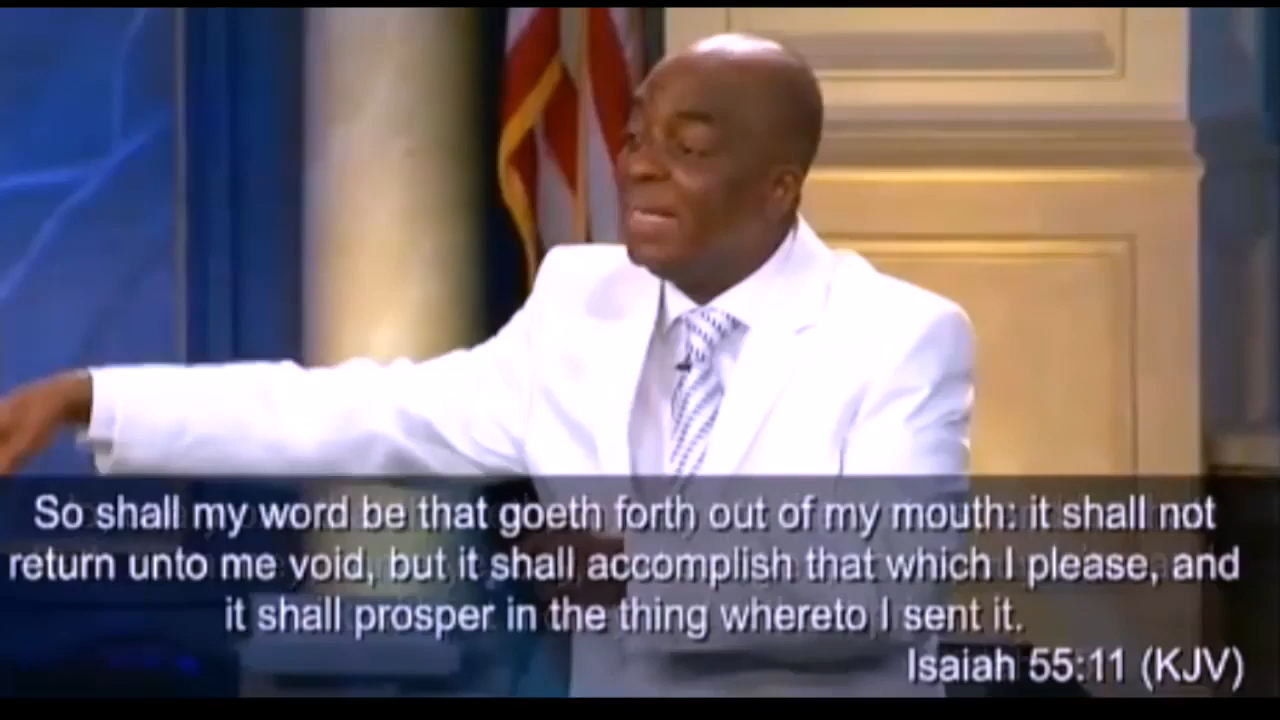 So shall my word be that goeth forth out of my mouth: it shall not
return unto me void, but it shall accomplish that which I please, and
it shall prosper in the thing whereto I sent it.
Isaiah 55:11 (KJV)